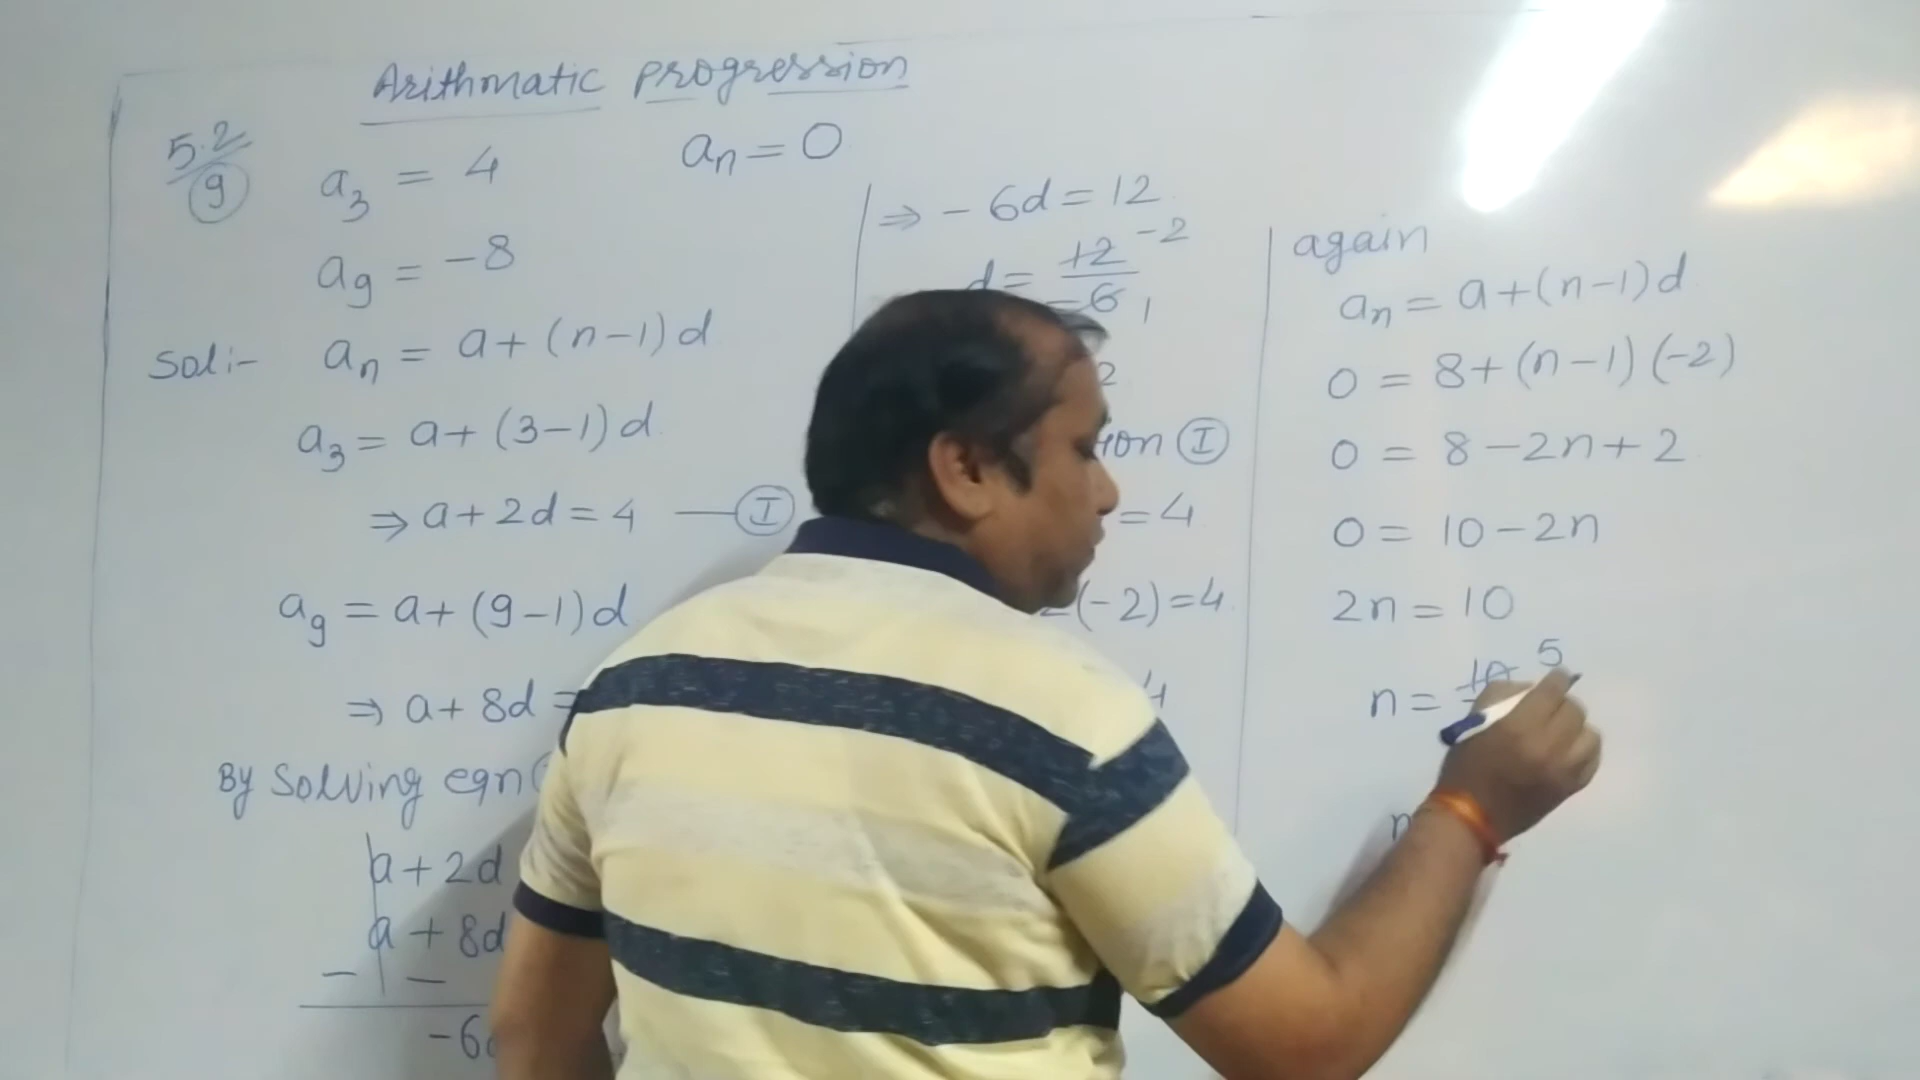 Arithmatic progression
5.2
9
a3 = 4
an = 0
a9 = -8
Sol:- an = a + (n-1)d
a3 = a + (3-1)d
⇒ a + 2d = 4 — I
a9 = a + (9-1)d
⇒ a + 8d =
By Solving eqn
a + 2d
a + 8d
- -
-6d
⇒ -6d = 12
d = 12 -2
-6 1
2
I
= 4
(-2) = 4
4
again
an = a + (n-1)d
0 = 8 + (n-1)(-2)
0 = 8 - 2n + 2
0 = 10 - 2n
2n = 10
n = 10 5
n